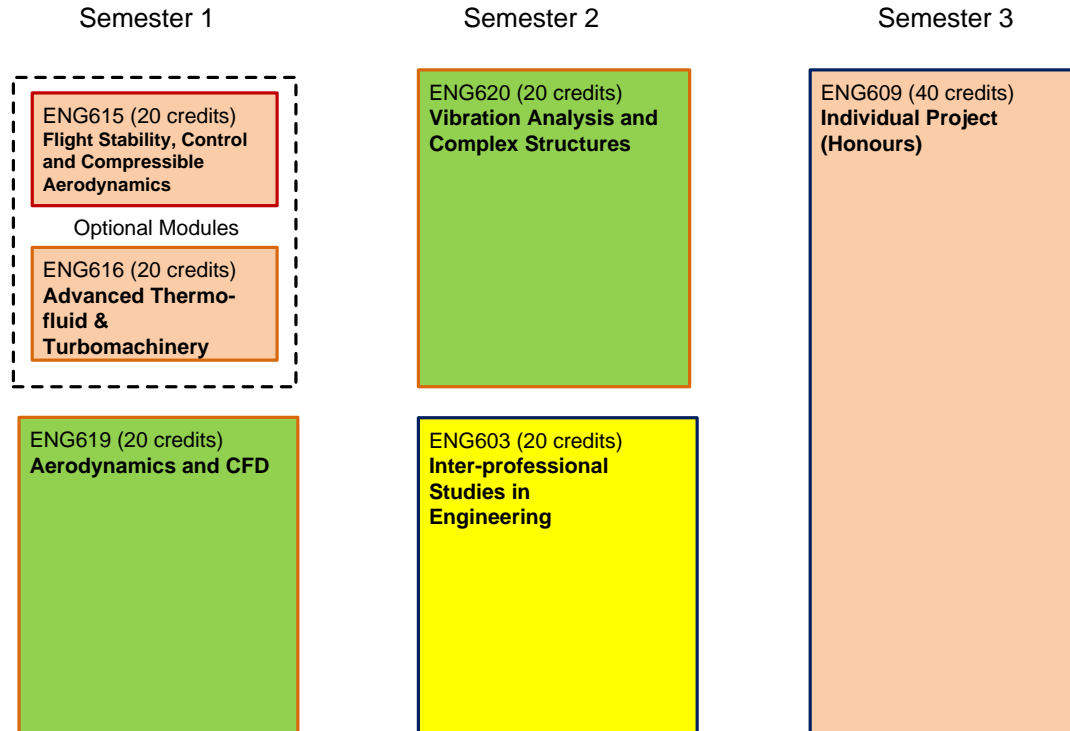 Semester 1
Semester 2
Semester 3
ENG615 (20 credits)
Flight Stability, Control
and Compressible
Aerodynamics
Optional Modules
ENG616 (20 credits)
Advanced Thermo-
fluid &
Turbomachinery
ENG619 (20 credits)
Aerodynamics and CFD
ENG620 (20 credits)
Vibration Analysis and
Complex Structures
ENG603 (20 credits)
Inter-professional
Studies in
Engineering
ENG609 (40 credits)
Individual Project
(Honours)